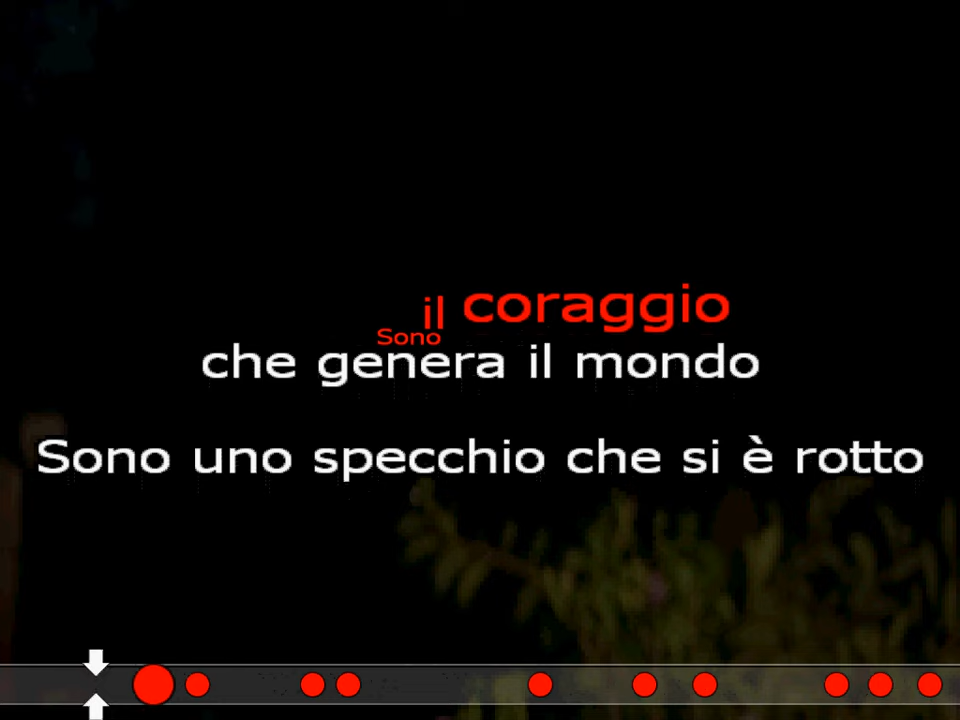 Sono il coraggio
che genera il mondo
Sono uno specchio che si è rotto